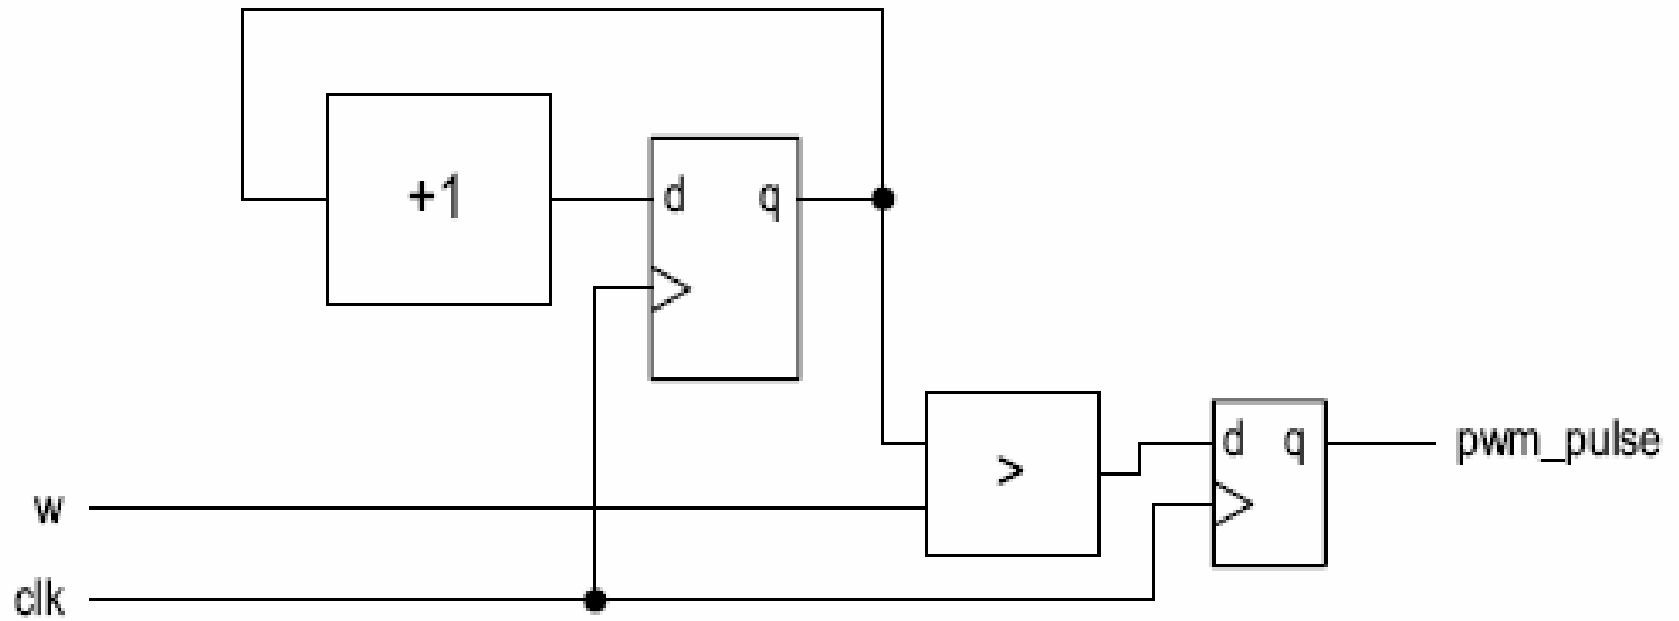 +1
d q
>
d q
pwm_pulse
w
clk